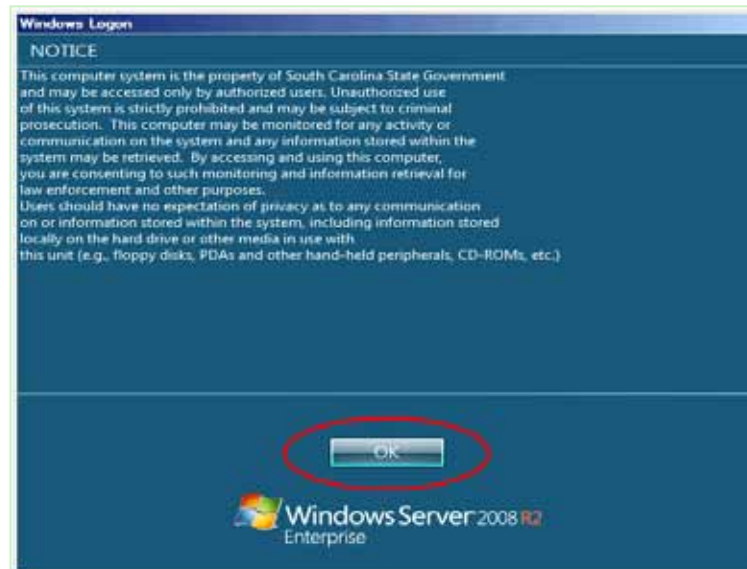 Windows Logon
NOTICE
This computer system is the property of South Carolina State Government
and may be accessed only by authorized users. Unauthorized use
of this system is strictly prohibited and may be subject to criminal
prosecution. This computer may be monitored for any activity or
communication on the system and any information stored within the
system may be retrieved. By accessing and using this computer,
you are consenting to such monitoring and information retrieval for
law enforcement and other purposes.
Users should have no expectation of privacy as to any communication
on or information stored within the system, including information stored
locally on the hard drive or other media in use with
this unit (e.g., floppy disks, PDAs and other hand-held peripherals, CD-ROMs, etc.)
OK
Windows Server 2008 R2
Enterprise